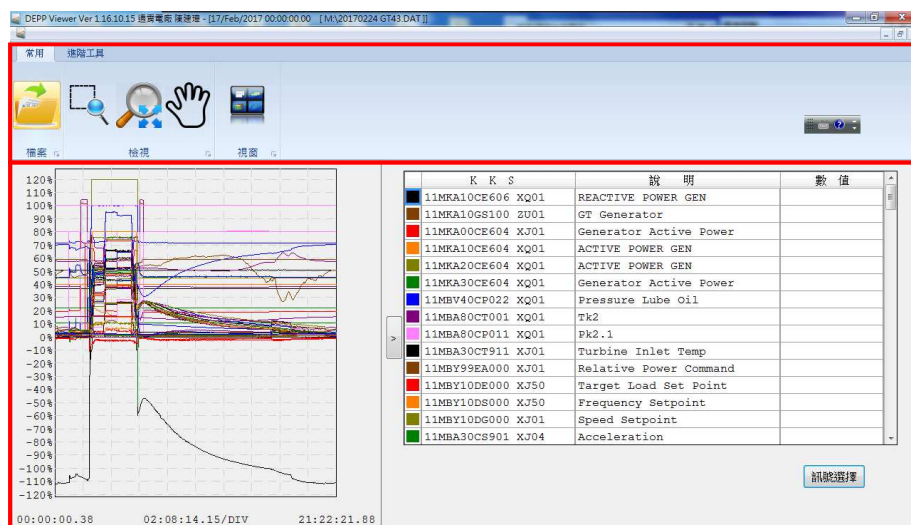 DEPP Viewer Ver 1.16.10.15 通霄電廠 陳建璋 - [17/Feb/2017 00:00:00.00 [ M:\20170224 GT43.DAT ]]
常用 進階工具
檔案 檢視 視窗
120%
110%
100%
90%
80%
70%
60%
50%
40%
30%
20%
10%
0%
-10%
-20%
-30%
-40%
-50%
-60%
-70%
-80%
-90%
-100%
-110%
-120%
00:00:00.38 02:08:14.15/DIV 21:22:21.88
>
K K S 說 明 數 值
11MKA10CE606 XQ01 REACTIVE POWER GEN
11MKA10GS100 ZU01 GT Generator
11MKA00CE604 XJ01 Generator Active Power
11MKA10CE604 XQ01 ACTIVE POWER GEN
11MKA20CE604 XQ01 ACTIVE POWER GEN
11MKA30CE604 XQ01 Generator Active Power
11MBV40CP022 XQ01 Pressure Lube Oil
11MBA80CT001 XQ01 Tk2
11MBA80CP011 XQ01 Pk2.1
11MBA30CT911 XJ01 Turbine Inlet Temp
11MBY99EA000 XJ01 Relative Power Command
11MBY10DE000 XJ50 Target Load Set Point
11MBY10DS000 XJ50 Frequency Setpoint
11MBY10DG000 XJ01 Speed Setpoint
11MBA30CS901 XJ04 Acceleration
訊號選擇